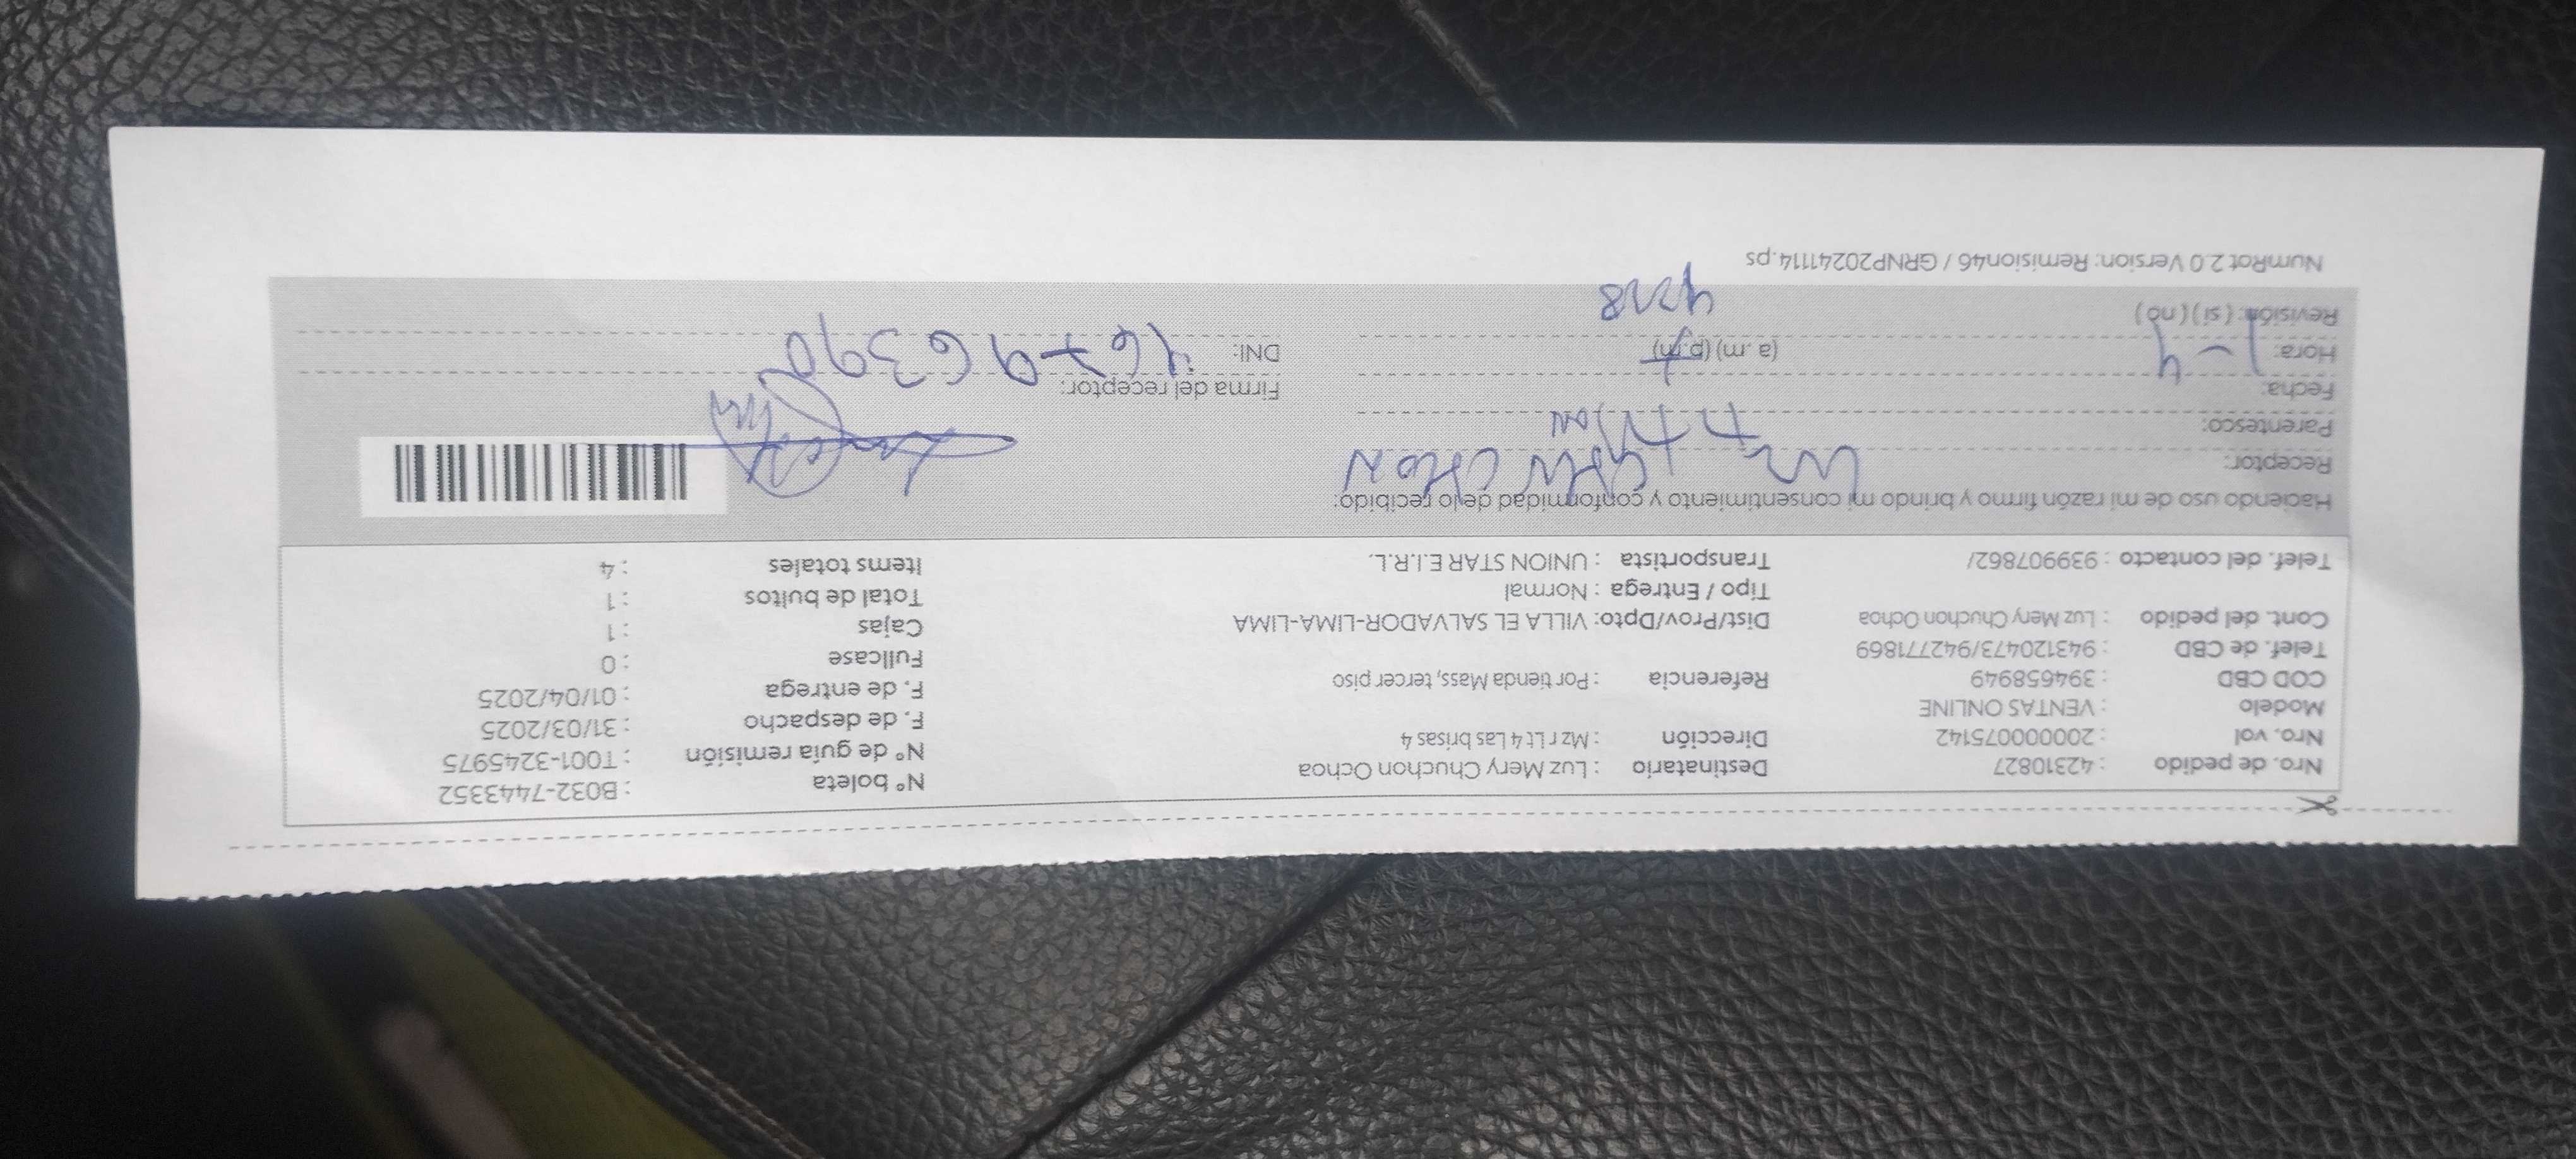 Nro. de pedido : 42310827
Nro. vol : 20000075142
Modelo : VENTAS ONLINE
COD CBD : 394658949
Telef. de CBD : 943120473/942771869
Cont. del pedido : Luz Mery Chuchon Ochoa
Telef. del contacto : 939907862/
Destinatario : Luz Mery Chuchon Ochoa
Dirección : Mz r Lt 4 Las brisas 4
Referencia : Por tienda Mass, tercer piso
Dist/Prov/Dpto: VILLA EL SALVADOR-LIMA-LIMA
Tipo / Entrega : Normal
Transportista : UNION STAR E.I.R.L.
N° boleta : B032-7443352
N° de guía remisión : T001-3245975
F. de despacho : 31/03/2025
F. de entrega : 01/04/2025
Fullcase : 0
Cajas : 1
Total de bultos : 1
Items totales : 4
Haciendo uso de mi razón firmo y brindo mi consentimiento y conformidad de lo recibido:
Receptor:
Parentesco:
Fecha:
Hora: 1-4 (a.m) (p.m)
Revisión: (sí) (no)
Firma del receptor:
DNI:
NumRot 2.0 Version: Remision46 / GRNP20241114.ps